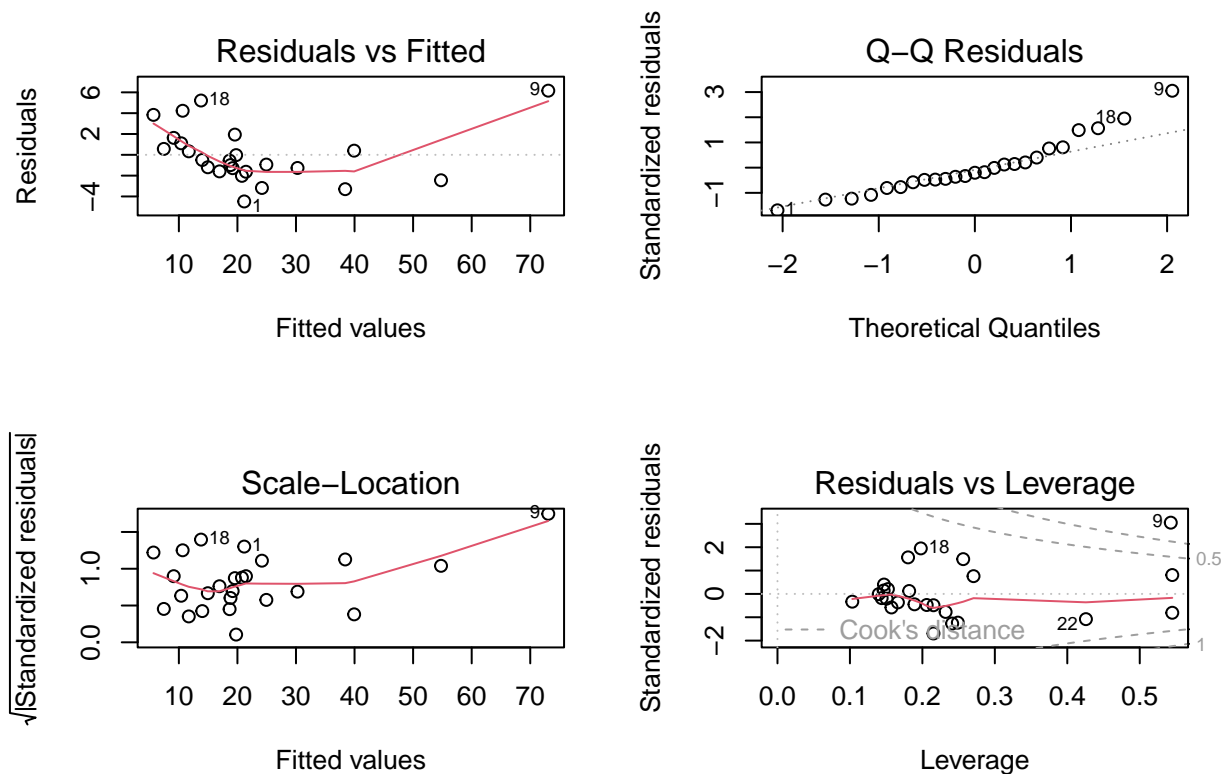 Residuals vs Fitted
Residuals
6
2
−4
18
9
1
10 20 30 40 50 60 70
Fitted values
Q−Q Residuals
Standardized residuals
3
1
−1
9
18
1
−2 −1 0 1 2
Theoretical Quantiles
Scale−Location
√|Standardized residuals|
1.0
0.0
9
18
1
10 20 30 40 50 60 70
Fitted values
Residuals vs Leverage
Standardized residuals
2
0
−2
9
18
22
0.5
1
Cook's distance
0.0 0.1 0.2 0.3 0.4 0.5
Leverage